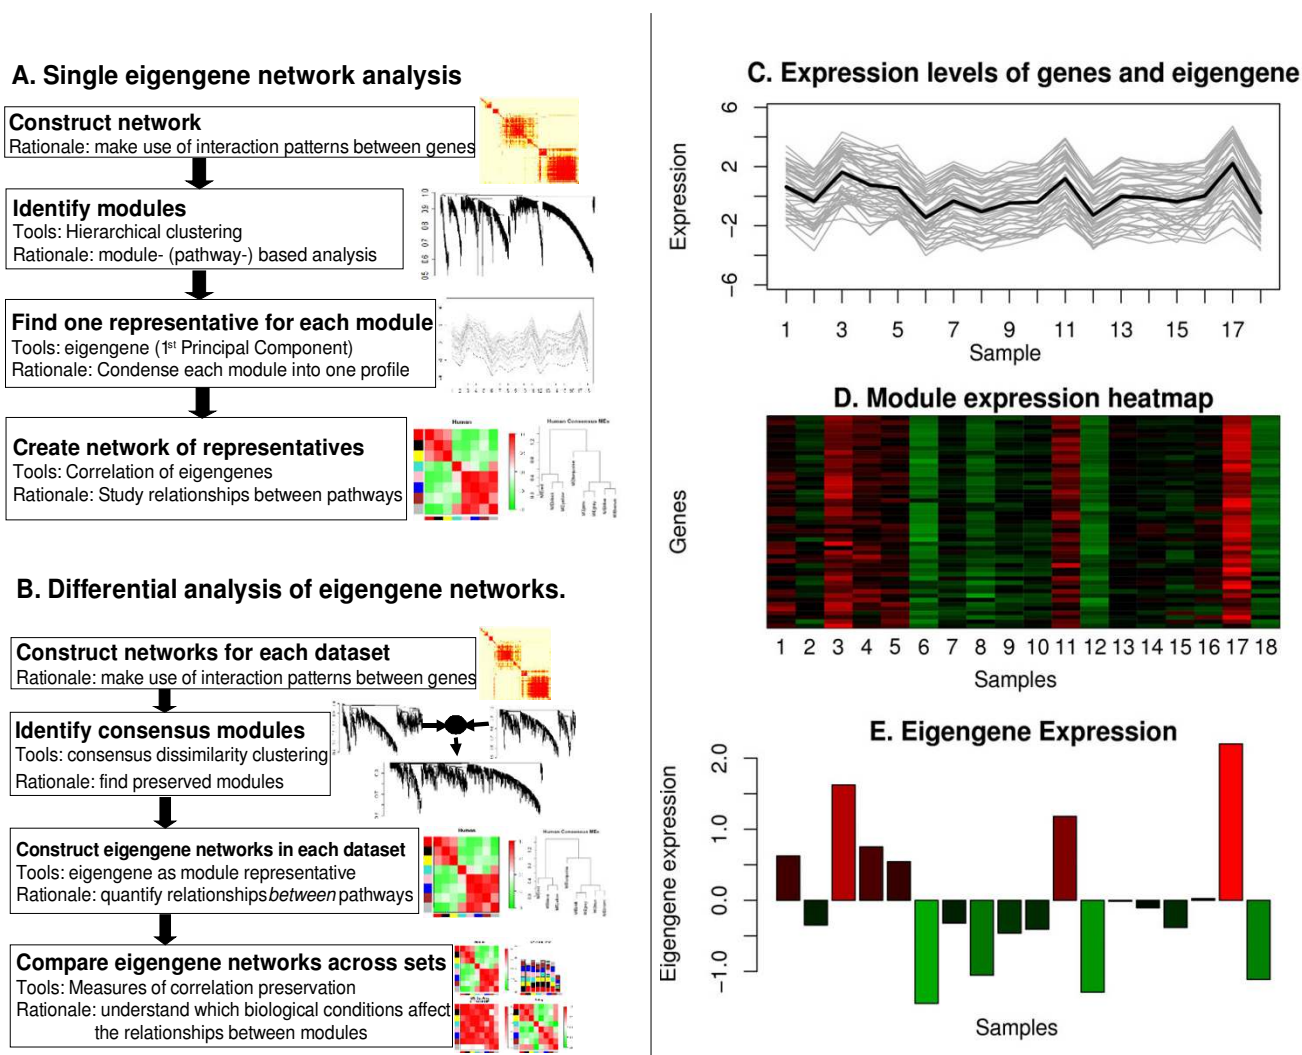 A. Single eigengene network analysis
Construct network
Rationale: make use of interaction patterns between genes
Identify modules
Tools: Hierarchical clustering
Rationale: module- (pathway-) based analysis
Find one representative for each module
Tools: eigengene (1st Principal Component)
Rationale: Condense each module into one profile
Create network of representatives
Tools: Correlation of eigengenes
Rationale: Study relationships between pathways
Human
Human Consensus MEs
B. Differential analysis of eigengene networks.
Construct networks for each dataset
Rationale: make use of interaction patterns between genes
Identify consensus modules
Tools: consensus dissimilarity clustering
Rationale: find preserved modules
Construct eigengene networks in each dataset
Tools: eigengene as module representative
Rationale: quantify relationships between pathways
Human
Human Consensus MEs
Compare eigengene networks across sets
Tools: Measures of correlation preservation
Rationale: understand which biological conditions affect
the relationships between modules
C. Expression levels of genes and eigengene
Expression
6
2
−2
−6
1 3 5 7 9 11 13 15 17
Sample
D. Module expression heatmap
Genes
1 2 3 4 5 6 7 8 9 10 11 12 13 14 15 16 17 18
Samples
E. Eigengene Expression
Eigengene expression
2.0
1.0
0.0
−1.0
Samples